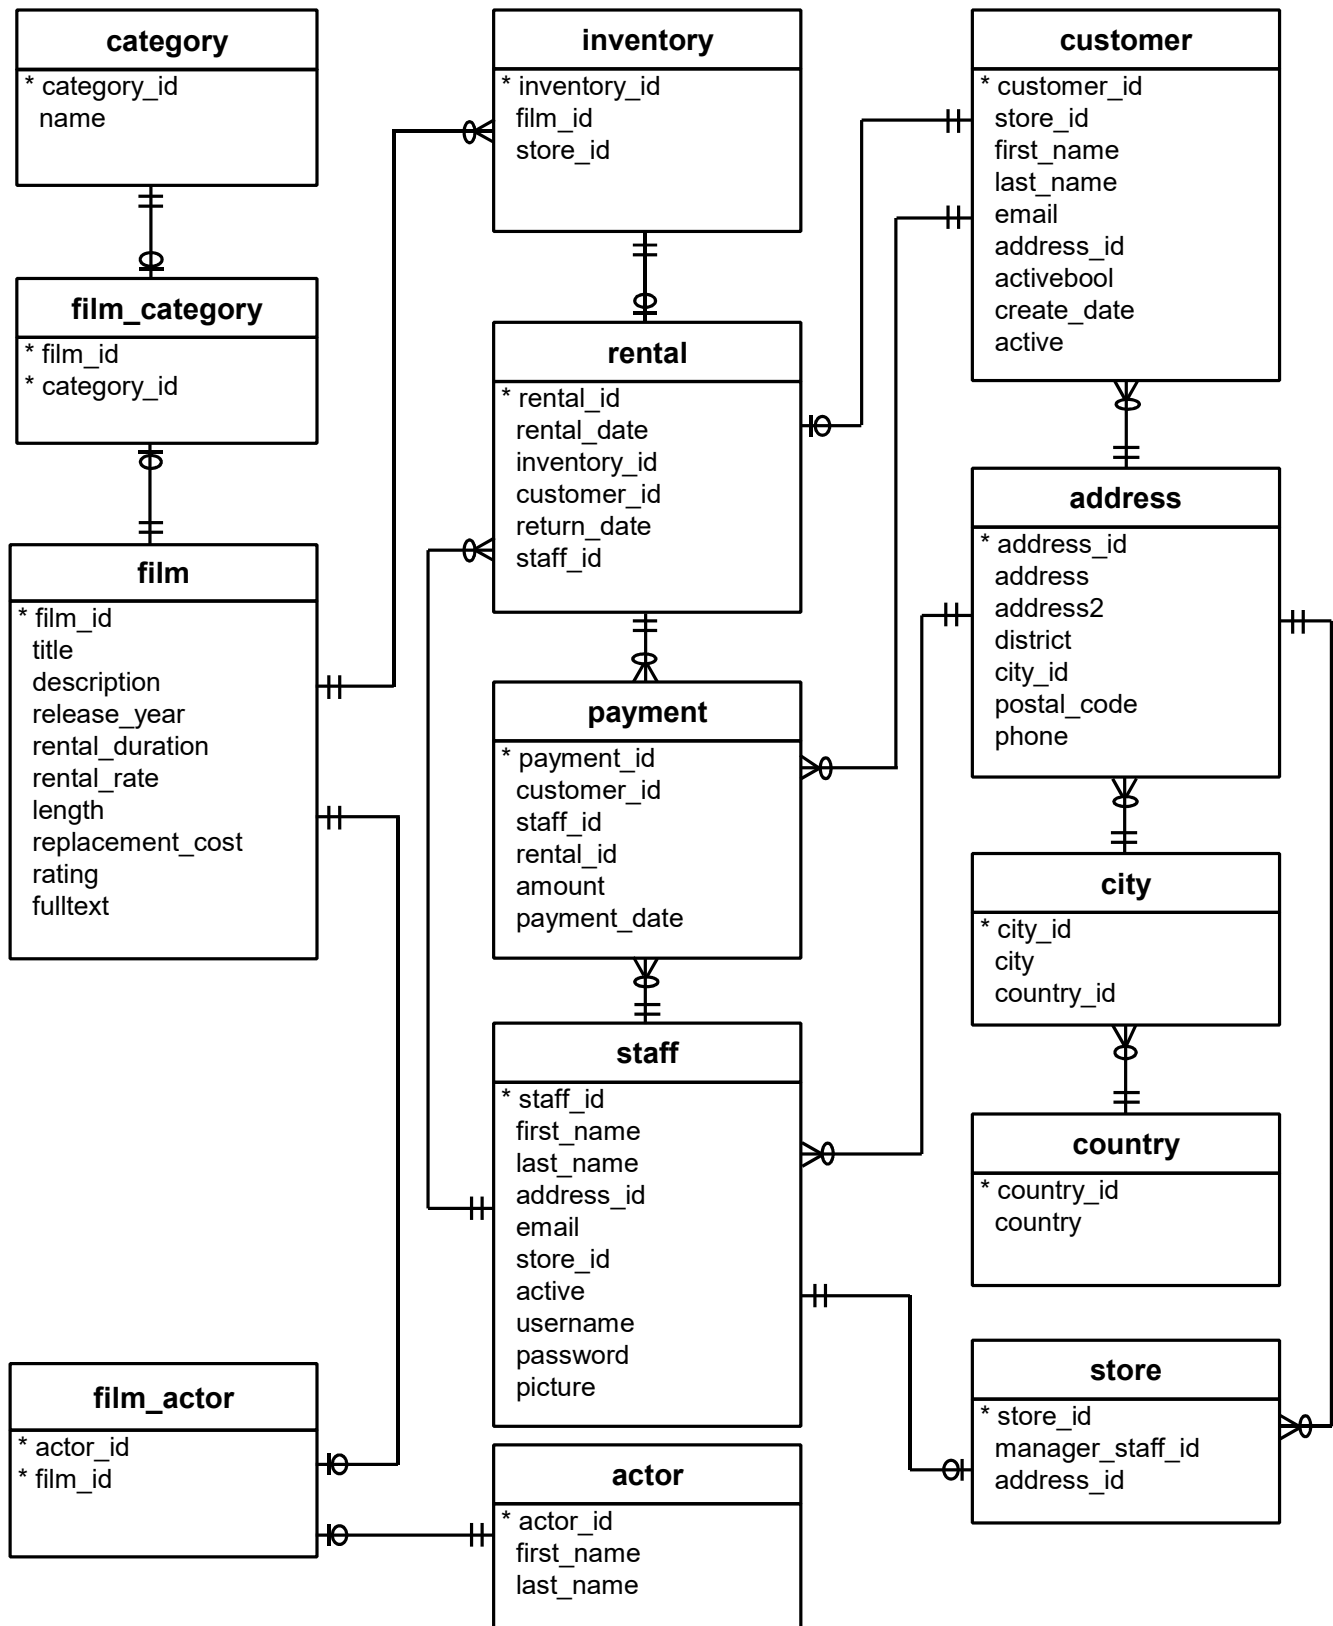 category
* category_id
name
film_category
* film_id
* category_id
film
* film_id
title
description
release_year
rental_duration
rental_rate
length
replacement_cost
rating
fulltext
film_actor
* actor_id
* film_id
inventory
* inventory_id
film_id
store_id
rental
* rental_id
rental_date
inventory_id
customer_id
return_date
staff_id
payment
* payment_id
customer_id
staff_id
rental_id
amount
payment_date
staff
* staff_id
first_name
last_name
address_id
email
store_id
active
username
password
picture
actor
* actor_id
first_name
last_name
customer
* customer_id
store_id
first_name
last_name
email
address_id
activebool
create_date
active
address
* address_id
address
address2
district
city_id
postal_code
phone
city
* city_id
city
country_id
country
* country_id
country
store
* store_id
manager_staff_id
address_id